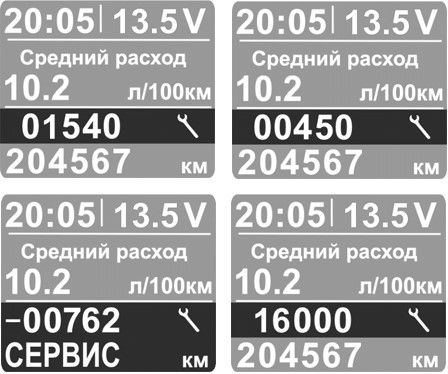 20:05 13.5V
Средний расход
10.2 л/100км
01540
204567 км
20:05 13.5V
Средний расход
10.2 л/100км
00450
204567 км
20:05 13.5V
Средний расход
10.2 л/100км
-00762
СЕРВИС км
20:05 13.5V
Средний расход
10.2 л/100км
16000
204567 км